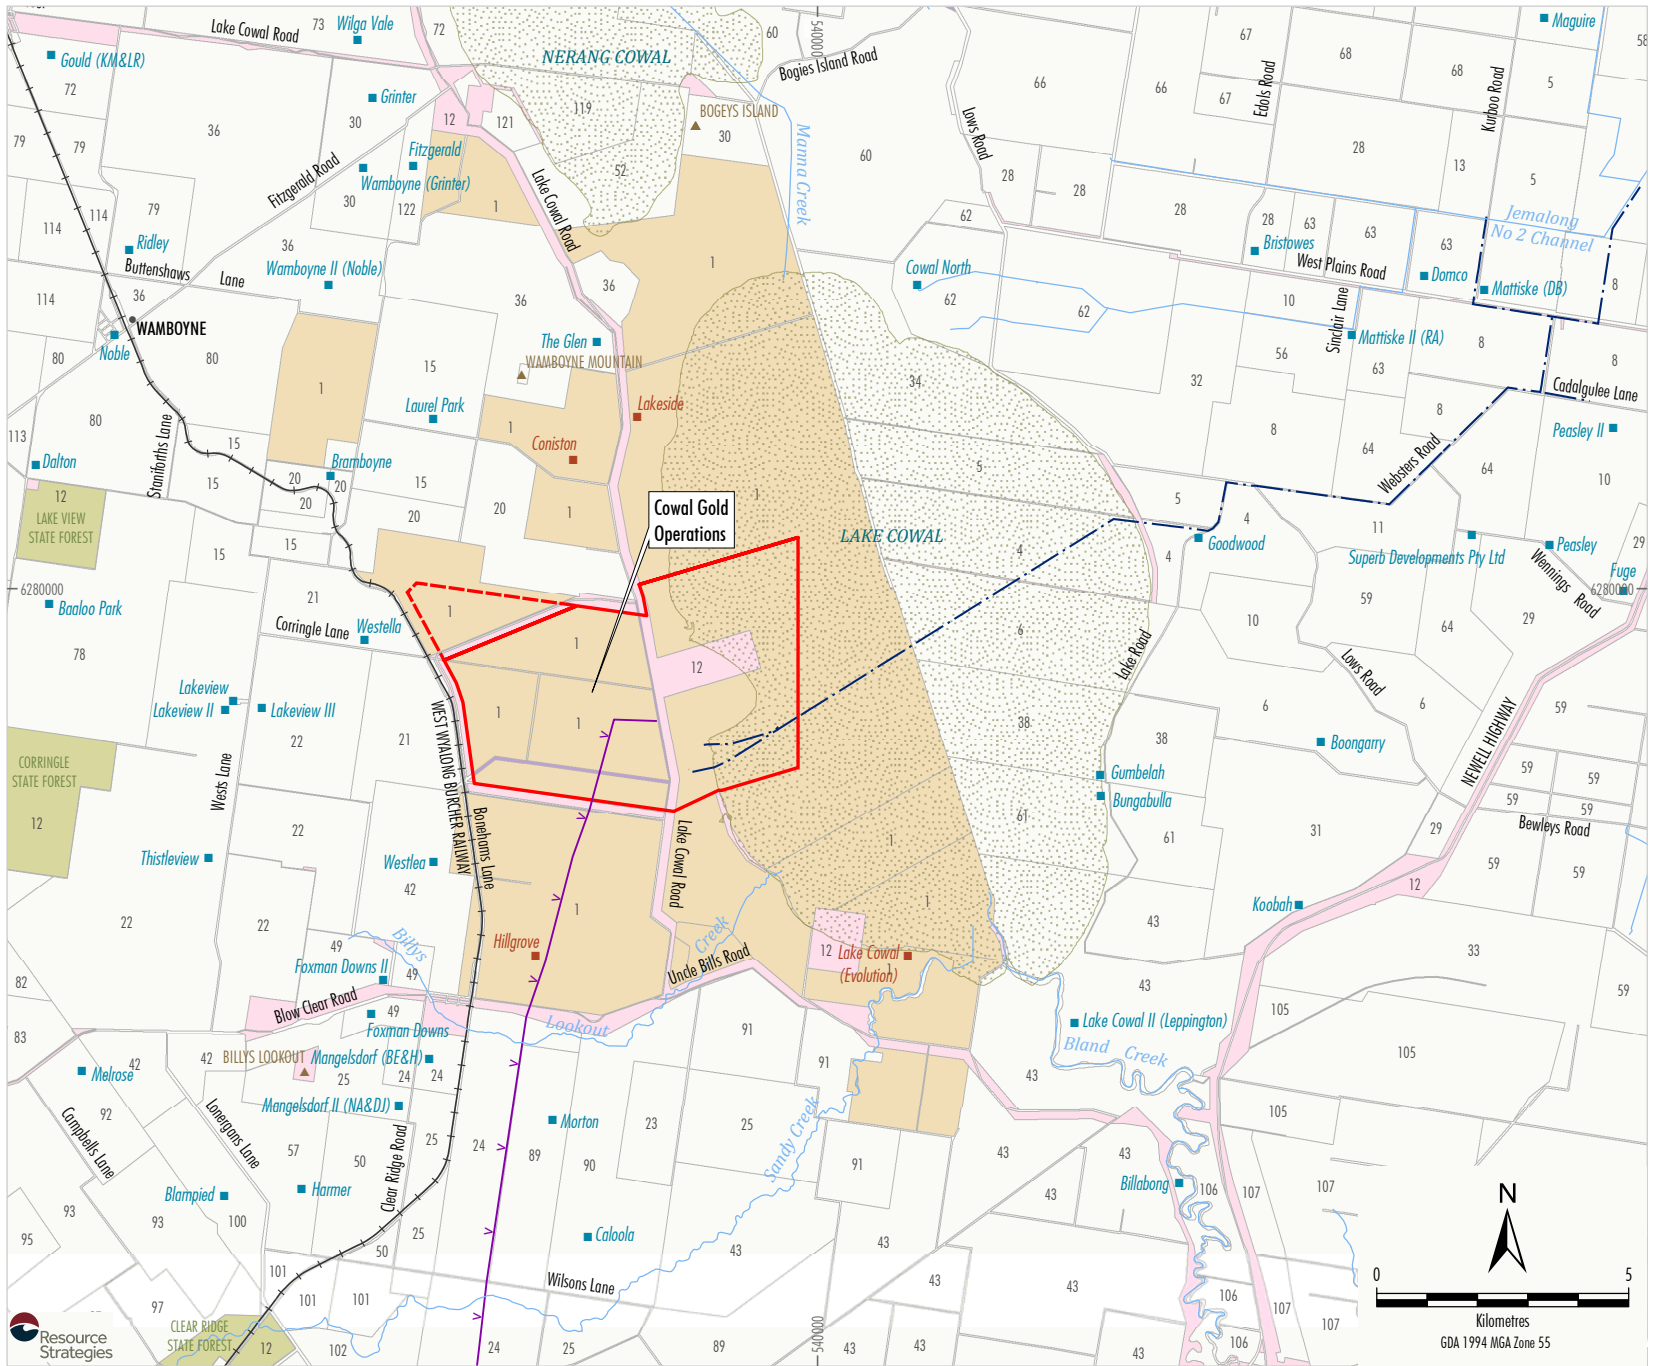 Lake Cowal Road
73
Wilga Vale
72
NERANG COWAL
60
540000
Bogies Island Road
67
68
Maguire
58
Gould (KM&LR)
72
Grinter
30
119
BOGEYS ISLAND
30
66
66
67
Edols Road
68
Kurboo Road
5
79
79
36
12
121
Fitzgerald
Wamboyne (Grinter)
Fitzgerald Road
30
122
52
Lake Cowal Road
Manna Creek
60
Lows Road
28
28
28
13
5
114
114
79
Ridley
Buttenshaws
Lane
36
Wamboyne II (Noble)
1
1
36
36
62
28
28
63
63
63
Jemalong
No 2 Channel
Bristowes
West Plains Road
Domco
Mattiske (DB)
8
114
36
WAMBOYNE
Noble
80
80
The Glen
WAMBOYNE MOUNTAIN
Cowal North
62
62
10
Sinclair Lane
Mattiske II (RA)
56
63
8
8
Cadalgulee Lane
1
15
Laurel Park
Lakeside
Coniston
1
34
32
8
64
8
Peasley II
80
113
Dalton
Staniforths Lane
15
15
20
20
20
Bramboyne
15
20
20
1
1
5
5
4
Websters Road
64
10
12
LAKE VIEW
STATE FOREST
15
15
Cowal Gold
Operations
LAKE COWAL
4
4
Goodwood
11
Superb Developments Pty Ltd
Peasley
Wennings Road
29
Fuge
6280000
6280000
Baaloo Park
21
Corringle Lane
Westella
1
1
78
6
10
59
64
29
Lake Road
Lows Road
Lakeview
Lakeview II
Lakeview III
22
21
12
1
1
38
38
6
6
59
Boongarry
NEWELL HIGHWAY
CORRINGLE
STATE FOREST
12
Wests Lane
WEST WYALONG BURCHER RAILWAY
Bonehams Lane
Gumbelah
Bungabulla
59
59
59
59
Bewleys Road
22
Thistleview
Westlea
42
Lake Cowal Road
1
61
61
31
29
59
59
12
22
22
1
1
43
Koobah
33
49
Foxman Downs II
49
Billys
Hillgrove
Creek
Uncle Bills Road
12
Lake Cowal
(Evolution)
1
43
59
82
83
Blow Clear Road
49
Foxman Downs
Lookout
91
Lake Cowal II (Leppington)
Bland Creek
105
105
42
42
Melrose
BILLYS LOOKOUT
Mangelsdorf (BE&H)
25
24
24
91
43
92
Campbells Lane
Lonergans Lane
Mangelsdorf II (NA&DJ)
57
50
Clear Ridge Road
25
24
Morton
89
90
23
25
Sandy Creek
91
43
43
43
105
Blampied
Harmer
93
93
100
95
25
50
Caloola
43
43
Billabong
106
107
107
101
101
101
Wilsons Lane
43
43
106
107
107
97
CLEAR RIDGE
STATE FOREST
12
102
24
25
89
540000
43
43
43
106
N
0
5
Kilometres
GDA 1994 MGA Zone 55
Resource
Strategies